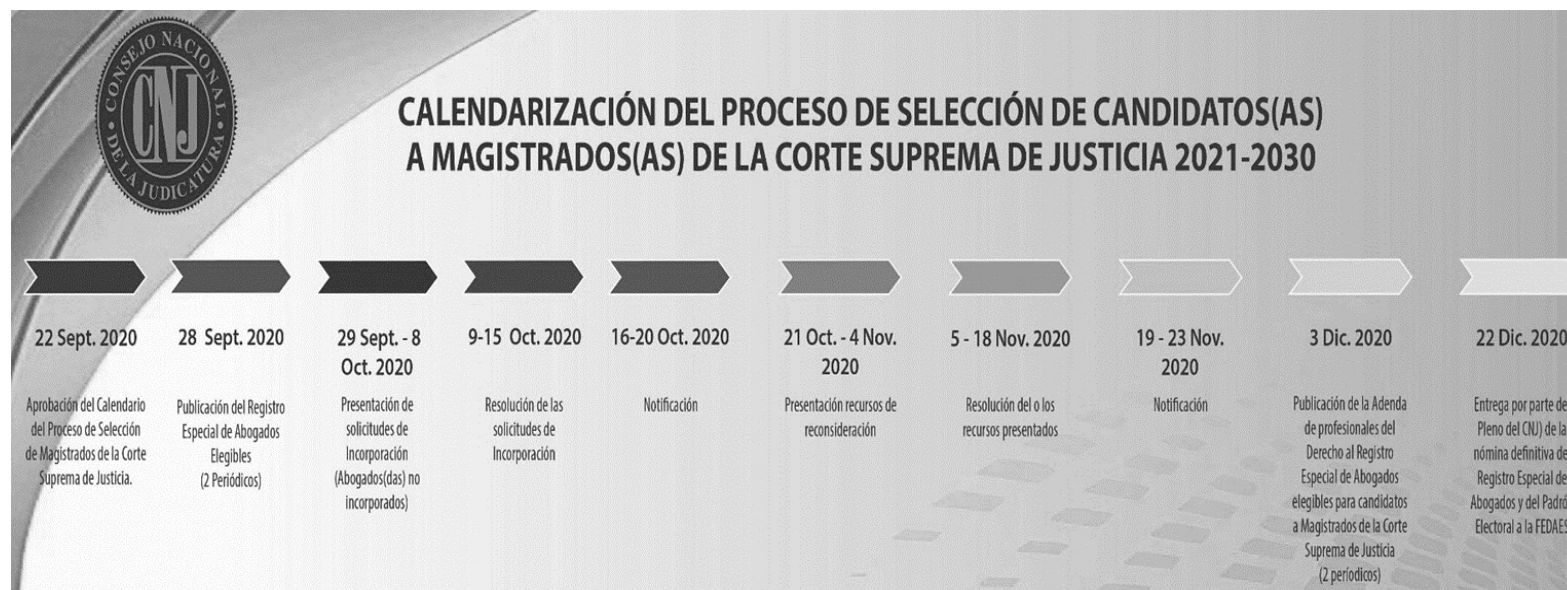 CONSEJO NACIONAL
DE LA JUDICATURA
CNJ
CALENDARIZACIÓN DEL PROCESO DE SELECCIÓN DE CANDIDATOS(AS)
A MAGISTRADOS(AS) DE LA CORTE SUPREMA DE JUSTICIA 2021-2030
22 Sept. 2020
Aprobación del Calendario
del Proceso de Selección
de Magistrados de la Corte
Suprema de Justicia.
28 Sept. 2020
Publicación del Registro
Especial de Abogados
Elegibles
(2 Periódicos)
29 Sept. - 8
Oct. 2020
Presentación de
solicitudes de
Incorporación
(Abogados(das) no
incorporados)
9-15 Oct. 2020
Resolución de las
solicitudes de
Incorporación
16-20 Oct. 2020
Notificación
21 Oct. - 4 Nov.
2020
Presentación recursos de
reconsideración
5 - 18 Nov. 2020
Resolución del o los
recursos presentados
19 - 23 Nov.
2020
Notificación
3 Dic. 2020
Publicación de la Adenda
de profesionales del
Derecho al Registro
Especial de Abogados
elegibles para candidatos
a Magistrados de la Corte
Suprema de Justicia
(2 períodicos)
22 Dic. 2020
Entrega por parte de
Pleno del CNJ) de la
nómina definitiva de
Registro Especial de
Abogados y del Padró
Electoral a la FEDAES